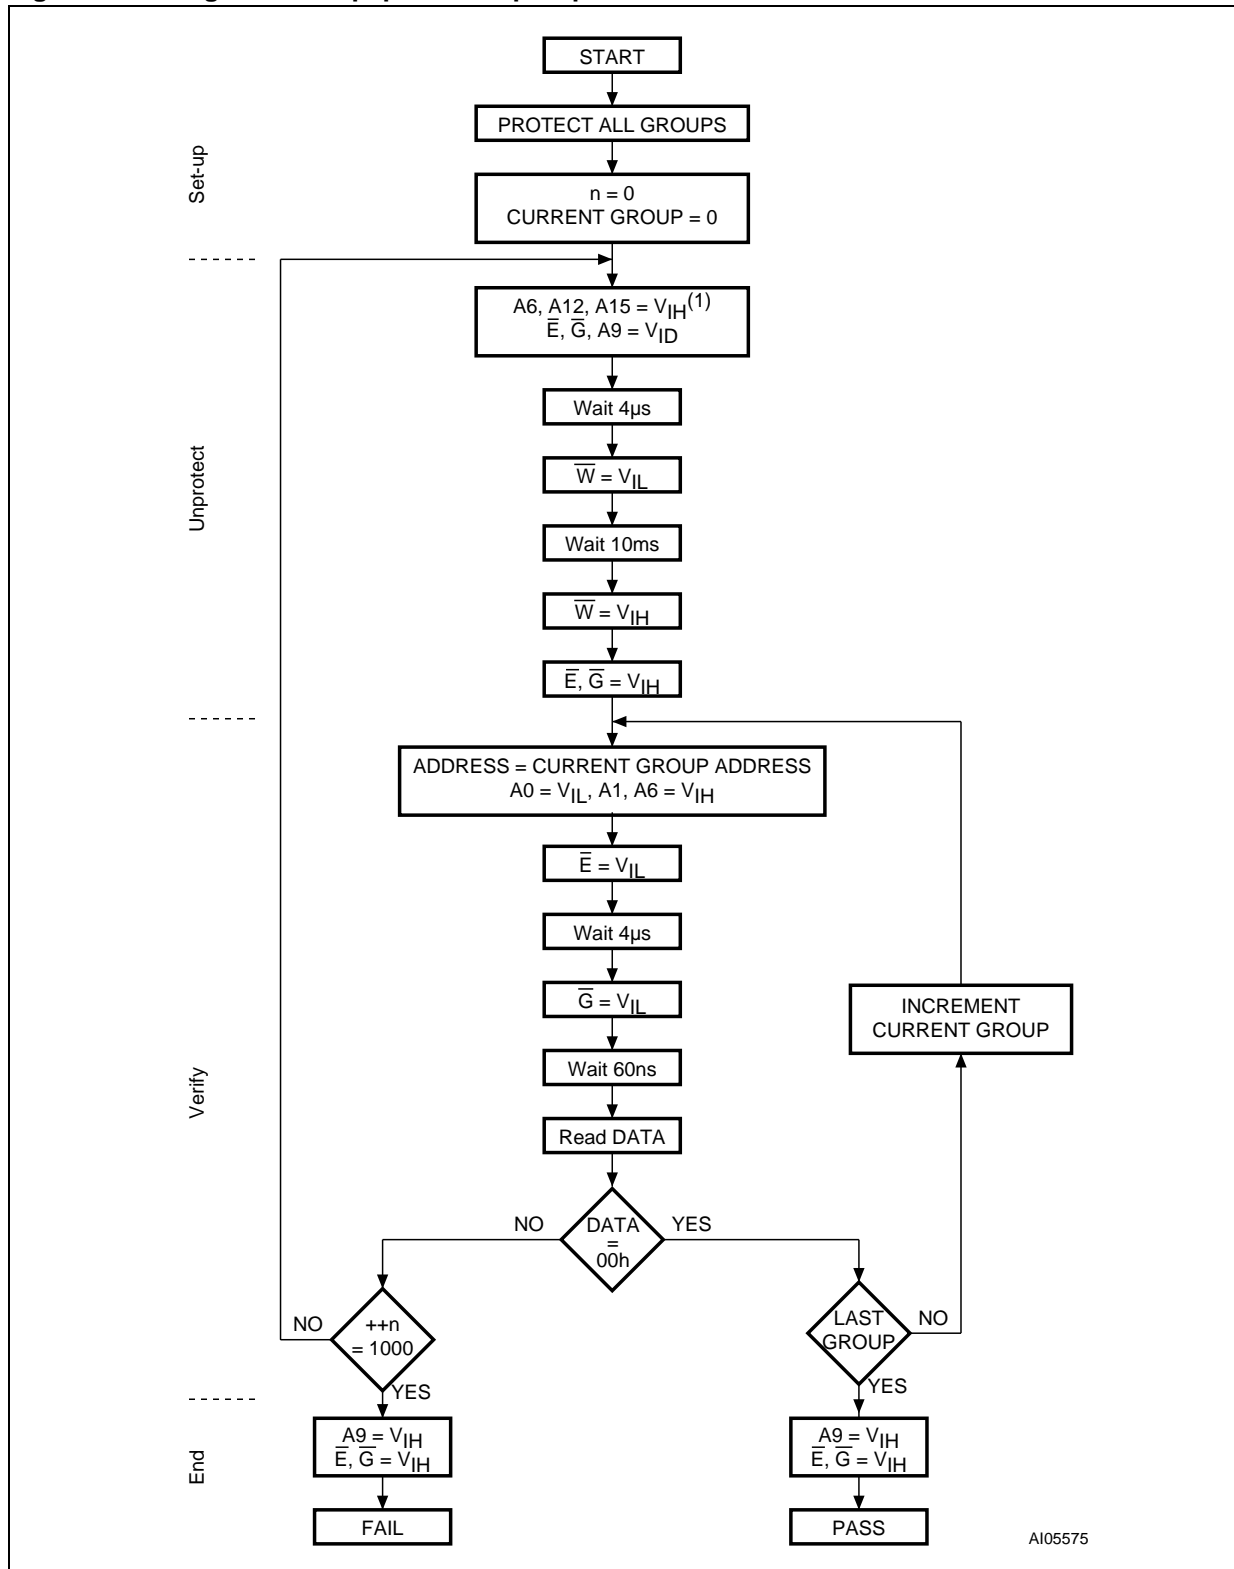 START
PROTECT ALL GROUPS
Set-up
n = 0
CURRENT GROUP = 0
A6, A12, A15 = VIH(1)
E̅, G̅, A9 = VID
Wait 4µs
Unprotect
W̅ = VIL
Wait 10ms
W̅ = VIH
E̅, G̅ = VIH
ADDRESS = CURRENT GROUP ADDRESS
A0 = VIL, A1, A6 = VIH
E̅ = VIL
Wait 4µs
G̅ = VIL
INCREMENT
CURRENT GROUP
Wait 60ns
Verify
Read DATA
NO
DATA
=
00h
YES
NO
++n
= 1000
LAST
GROUP
NO
YES
YES
End
A9 = VIH
E̅, G̅ = VIH
A9 = VIH
E̅, G̅ = VIH
FAIL
PASS
AI05575